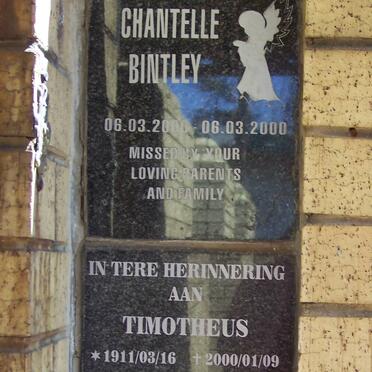 CHANTELLE
BINTLEY
06.03.2000 - 06.03.2000
MISSED BY YOUR
LOVING PARENTS
AND FAMILY
IN TERE HERINNERING
AAN
TIMOTHEUS
*1911/03/16 +2000/01/09